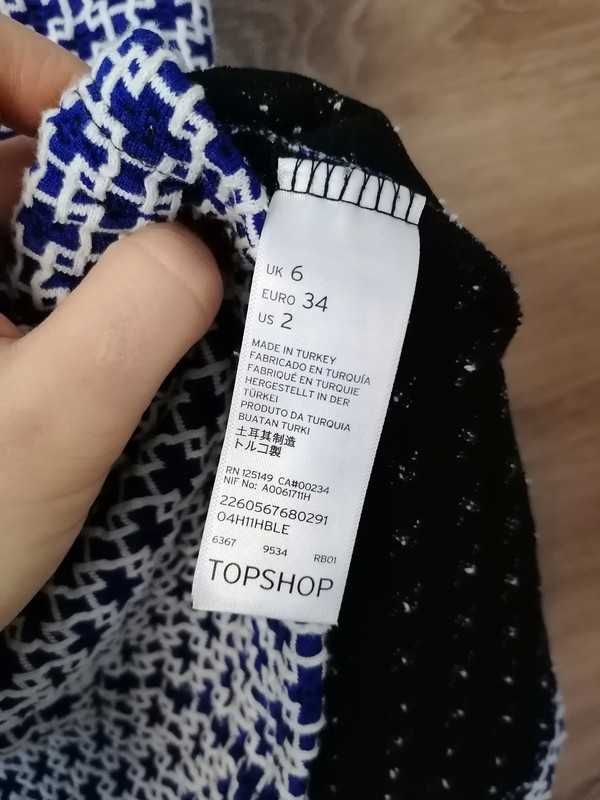 UK 6
EURO 34
US 2
MADE IN TURKEY
FABRICADO EN TURQUÍA
FABRIQUÉ EN TURQUIE
HERGESTELLT IN DER
TÜRKEI
PRODUTO DA TURQUIA
BUATAN TURKI
土耳其制造
トルコ製
RN 125149 CA#00234
NIF No: A0061711H
2260567680291
04H11HBLE
6367 9534 RB01
TOPSHOP